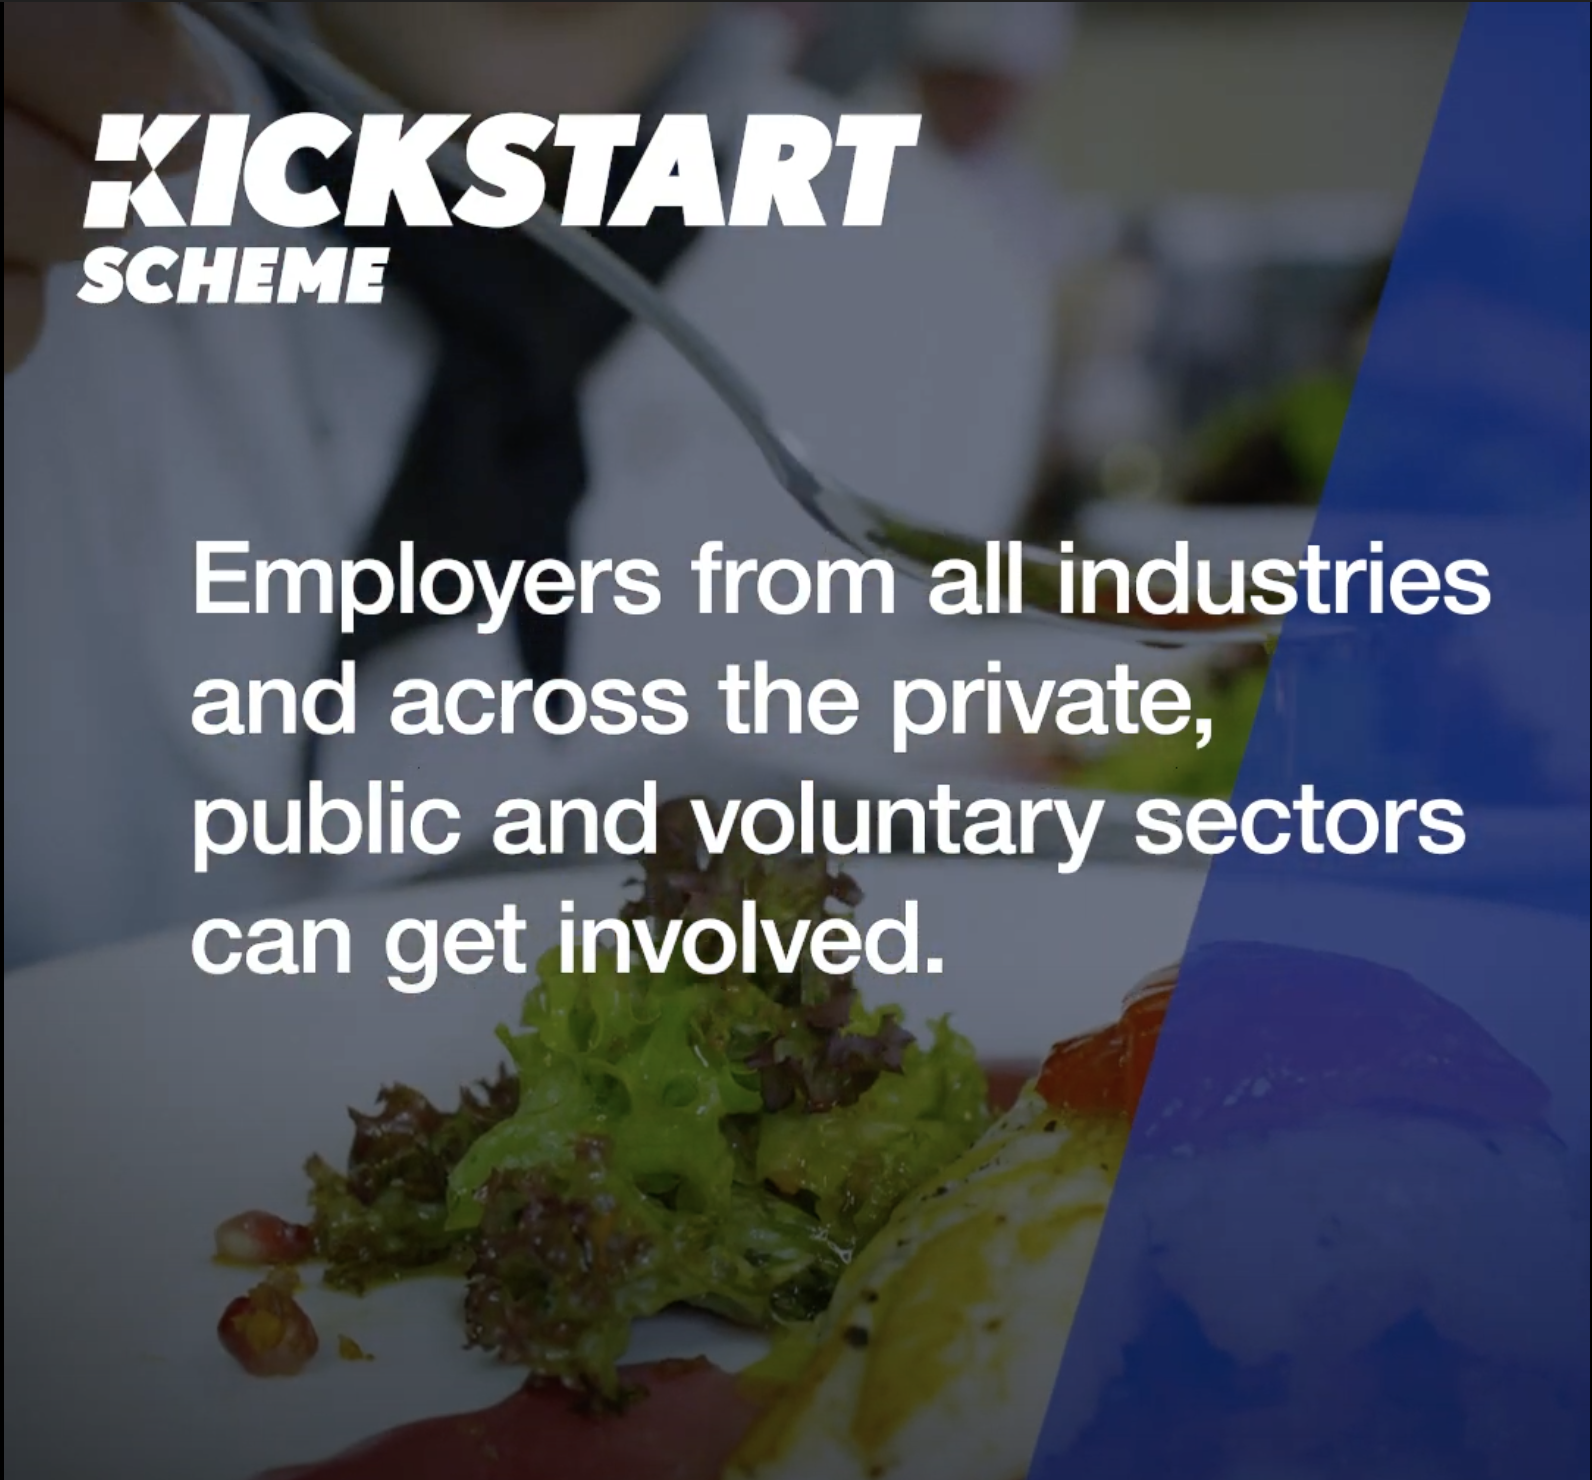 KICKSTART
SCHEME
Employers from all industries
and across the private,
public and voluntary sectors
can get involved.